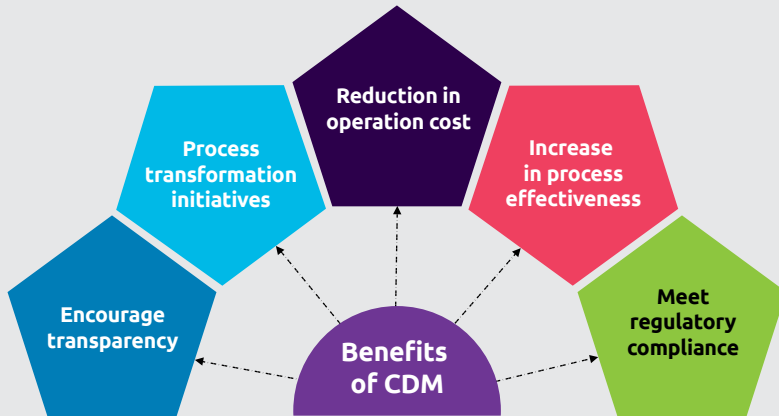 Reduction in
operation cost
Process
transformation
initiatives
Increase
in process
effectiveness
Encourage
transparency
Meet
regulatory
compliance
Benefits
of CDM